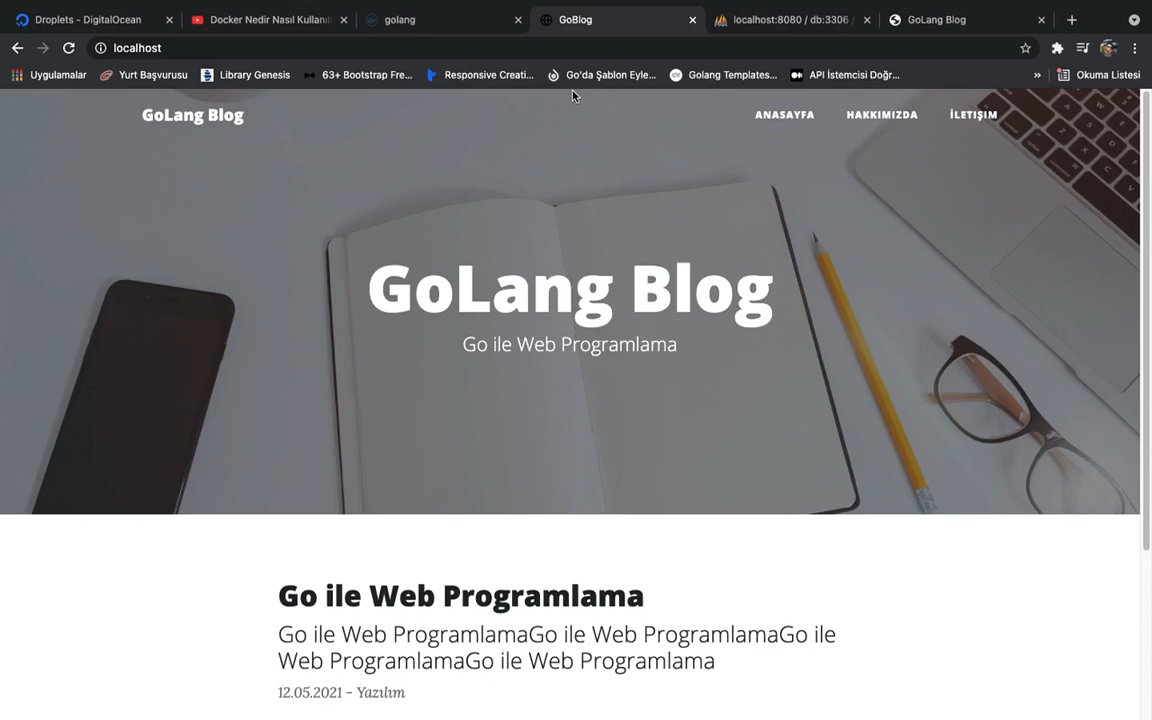 Droplets - DigitalOcean
Docker Nedir Nasıl Kullanılı
golang
GoBlog
localhost:8080 / db:3306 /
GoLang Blog
localhost
Uygulamalar
Yurt Başvurusu
Library Genesis
63+ Bootstrap Fre...
Responsive Creati...
Go'da Şablon Eyle...
Golang Templates...
API İstemcisi Doğr...
»
Okuma Listesi
GoLang Blog
ANASAYFA
HAKKIMIZDA
İLETIŞIM
GoLang Blog
Go ile Web Programlama
Go ile Web Programlama
Go ile Web ProgramlamaGo ile Web ProgramlamaGo ile
Web ProgramlamaGo ile Web Programlama
12.05.2021 - Yazılım